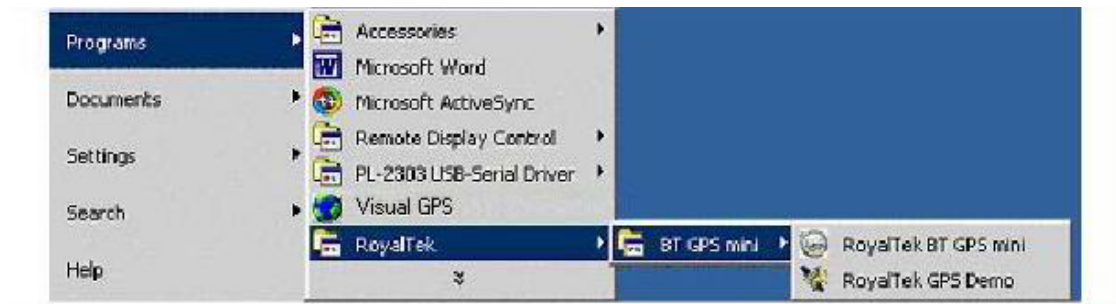 Programs
Documents
Settings
Search
Help
Accessories
Microsoft Word
Microsoft ActiveSync
Remote Display Control
PL-2303 USB-Serial Driver
Visual GPS
RoyalTek
BT GPS mini
RoyalTek BT GPS mini
RoyalTek GPS Demo